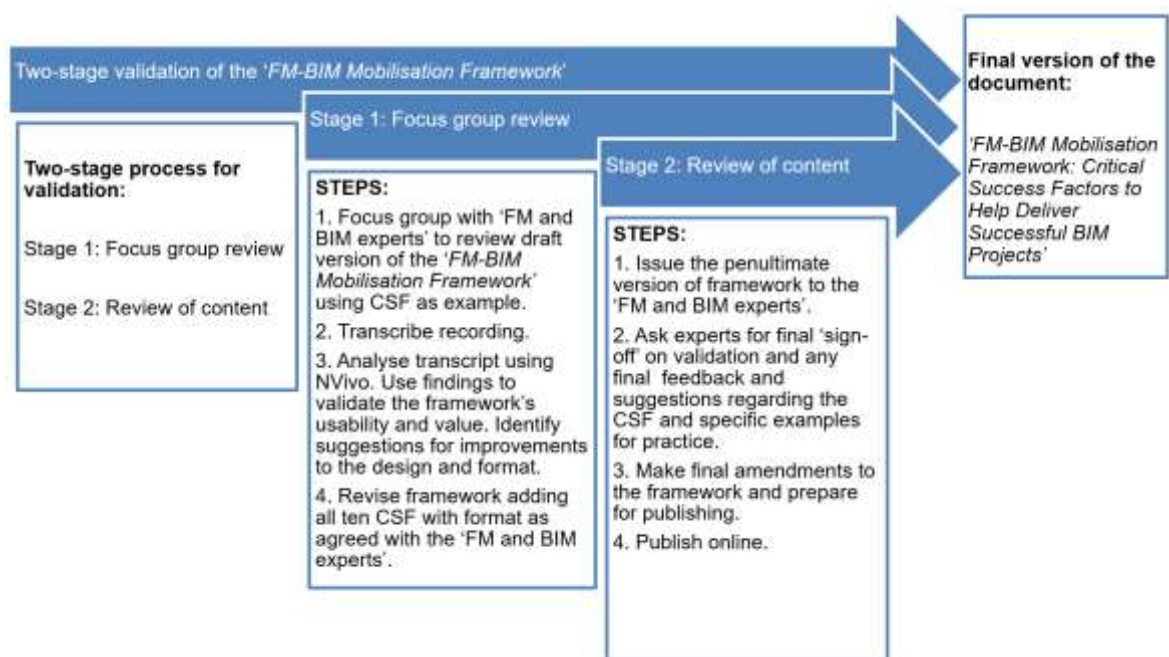 Two-stage validation of the 'FM-BIM Mobilisation Framework'
Two-stage process for
validation:
Stage 1: Focus group review
Stage 2: Review of content
Stage 1: Focus group review
STEPS:
1. Focus group with 'FM and
BIM experts' to review draft
version of the 'FM-BIM
Mobilisation Framework'
using CSF as example.
2. Transcribe recording.
3. Analyse transcript using
NVivo. Use findings to
validate the framework's
usability and value. Identify
suggestions for improvements
to the design and format.
4. Revise framework adding
all ten CSF with format as
agreed with the 'FM and BIM
experts'.
Stage 2: Review of content
STEPS:
1. Issue the penultimate
version of framework to the
'FM and BIM experts'.
2. Ask experts for final 'sign-
off' on validation and any
final feedback and
suggestions regarding the
CSF and specific examples
for practice.
3. Make final amendments to
the framework and prepare
for publishing.
4. Publish online.
Final version of the
document:
'FM-BIM Mobilisation
Framework: Critical
Success Factors to
Help Deliver
Successful BIM
Projects'